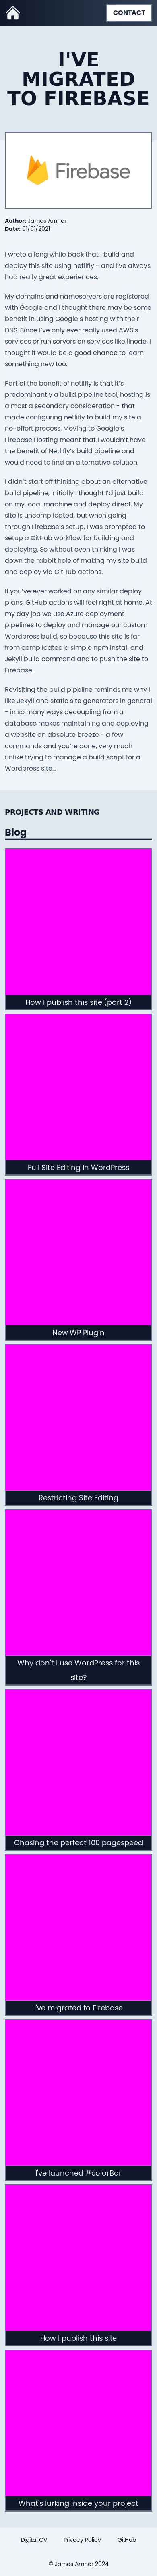 CONTACT
I'VE
MIGRATED
TO FIREBASE
Firebase
Author: James Amner
Date: 01/01/2021
I wrote a long while back that I build and
deploy this site using netlifly - and I've always
had really great experiences.
My domains and nameservers are registered
with Google and I thought there may be some
benefit in using Google's hosting with their
DNS. Since I've only ever really used AWS's
services or run servers on services like linode, I
thought it would be a good chance to learn
something new too.
Part of the benefit of netlifly is that it's
predominantly a build pipeline tool, hosting is
almost a secondary consideration - that
made configuring netlifly to build my site a
no-effort process. Moving to Google's
Firebase Hosting meant that I wouldn't have
the benefit of Netlifly's build pipeline and
would need to find an alternative solution.
I didn't start off thinking about an alternative
build pipeline, initially I thought I'd just build
on my local machine and deploy direct. My
site is uncomplicated, but when going
through Firebase's setup, I was prompted to
setup a GitHub workflow for building and
deploying. So without even thinking I was
down the rabbit hole of making my site build
and deploy via GitHub actions.
If you've ever worked on any similar deploy
plans, GitHub actions will feel right at home. At
my day job we use Azure deployment
pipelines to deploy and manage our custom
Wordpress build, so because this site is far
from complicated a simple npm install and
Jekyll build command and to push the site to
Firebase.
Revisiting the build pipeline reminds me why I
like Jekyll and static site generators in general
- in so many ways decoupling from a
database makes maintaining and deploying
a website an absolute breeze - a few
commands and you're done, very much
unlike trying to manage a build script for a
Wordpress site...
PROJECTS AND WRITING
Blog
How I publish this site (part 2)
Full Site Editing in WordPress
New WP Plugin
Restricting Site Editing
Why don't I use WordPress for this
site?
Chasing the perfect 100 pagespeed
I've migrated to Firebase
I've launched #colorBar
How I publish this site
What's lurking inside your project
Digital CV
Privacy Policy
GitHub
© James Amner 2024